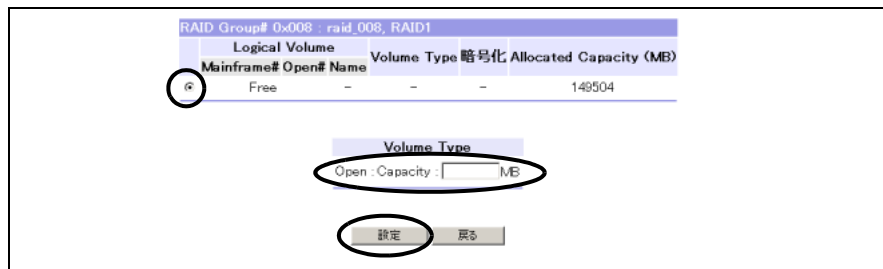 RAID Group# 0x008 : raid_008, RAID1
Logical Volume
Volume Type 暗号化 Allocated Capacity (MB)
Mainframe# Open# Name
Free - - - 149504
Volume Type
Open : Capacity : MB
設定 戻る